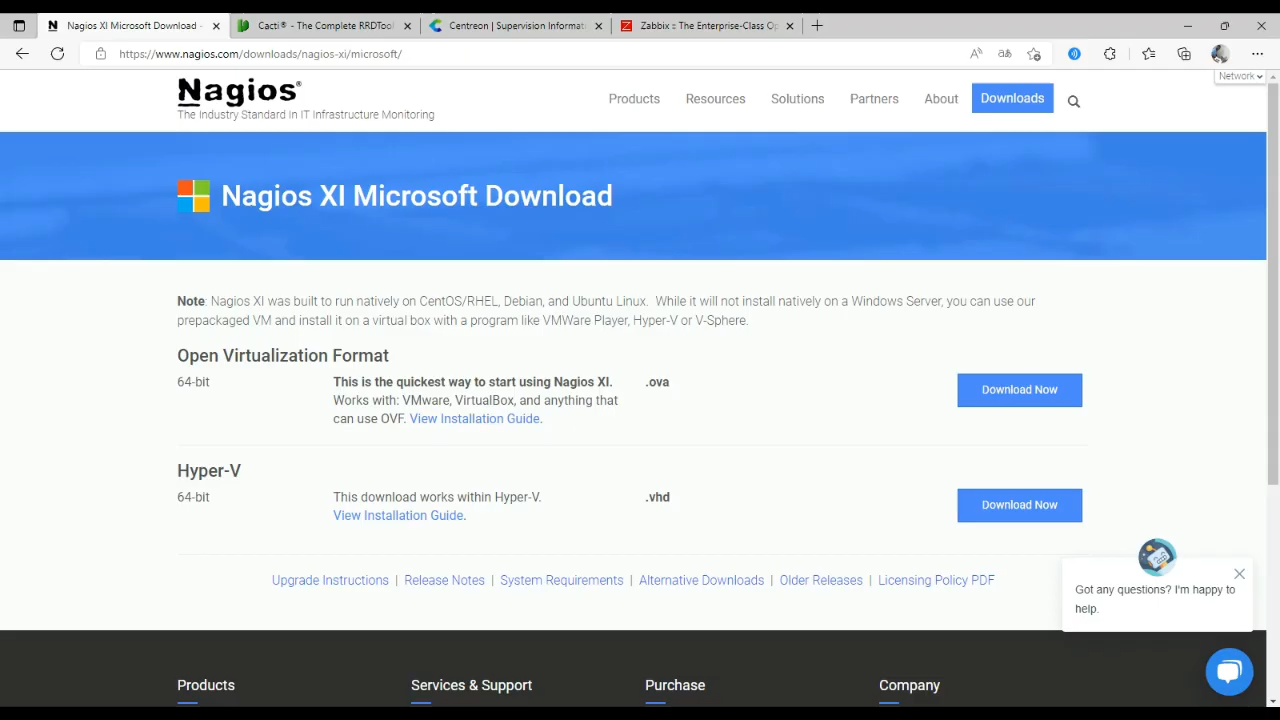 Nagios XI Microsoft Download -
Cacti® - The Complete RRDTool
Centreon | Supervision Informati
Zabbix :: The Enterprise-Class Op
https://www.nagios.com/downloads/nagios-xi/microsoft/
Network
Nagios®
The Industry Standard In IT Infrastructure Monitoring
Products Resources Solutions Partners About Downloads
Nagios XI Microsoft Download
Note: Nagios XI was built to run natively on CentOS/RHEL, Debian, and Ubuntu Linux. While it will not install natively on a Windows Server, you can use our
prepackaged VM and install it on a virtual box with a program like VMWare Player, Hyper-V or V-Sphere.
Open Virtualization Format
64-bit This is the quickest way to start using Nagios XI. .ova Download Now
Works with: VMware, VirtualBox, and anything that
can use OVF. View Installation Guide.
Hyper-V
64-bit This download works within Hyper-V. .vhd Download Now
View Installation Guide.
Upgrade Instructions | Release Notes | System Requirements | Alternative Downloads | Older Releases | Licensing Policy PDF
Got any questions? I'm happy to
help.
Products Services & Support Purchase Company